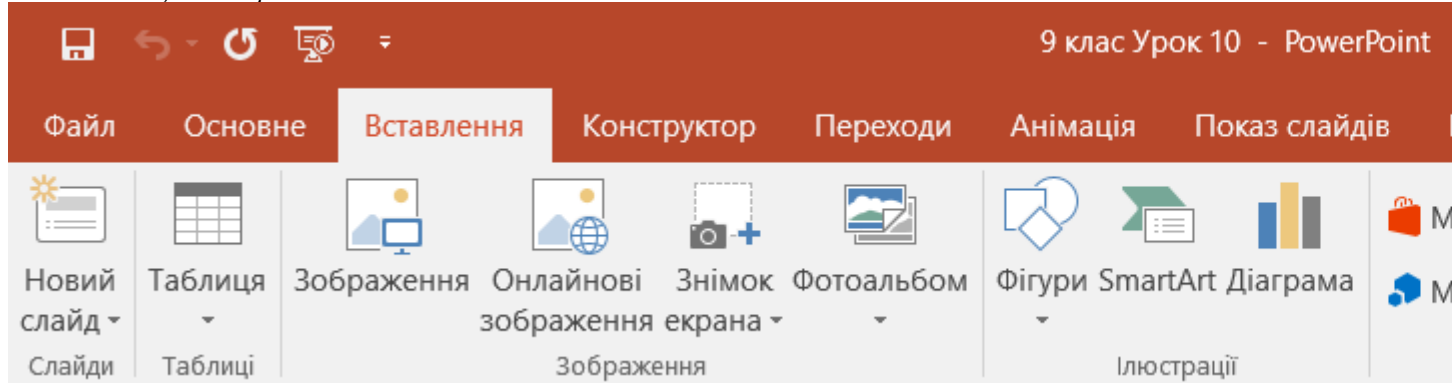 9 клас Урок 10 - PowerPoint
Файл Основне Вставлення Конструктор Переходи Анімація Показ слайдів
Новий слайд Таблиця Зображення Онлайнові зображення Знімок екрана Фотоальбом Фігури SmartArt Діаграма
Слайди Таблиці Зображення Ілюстрації